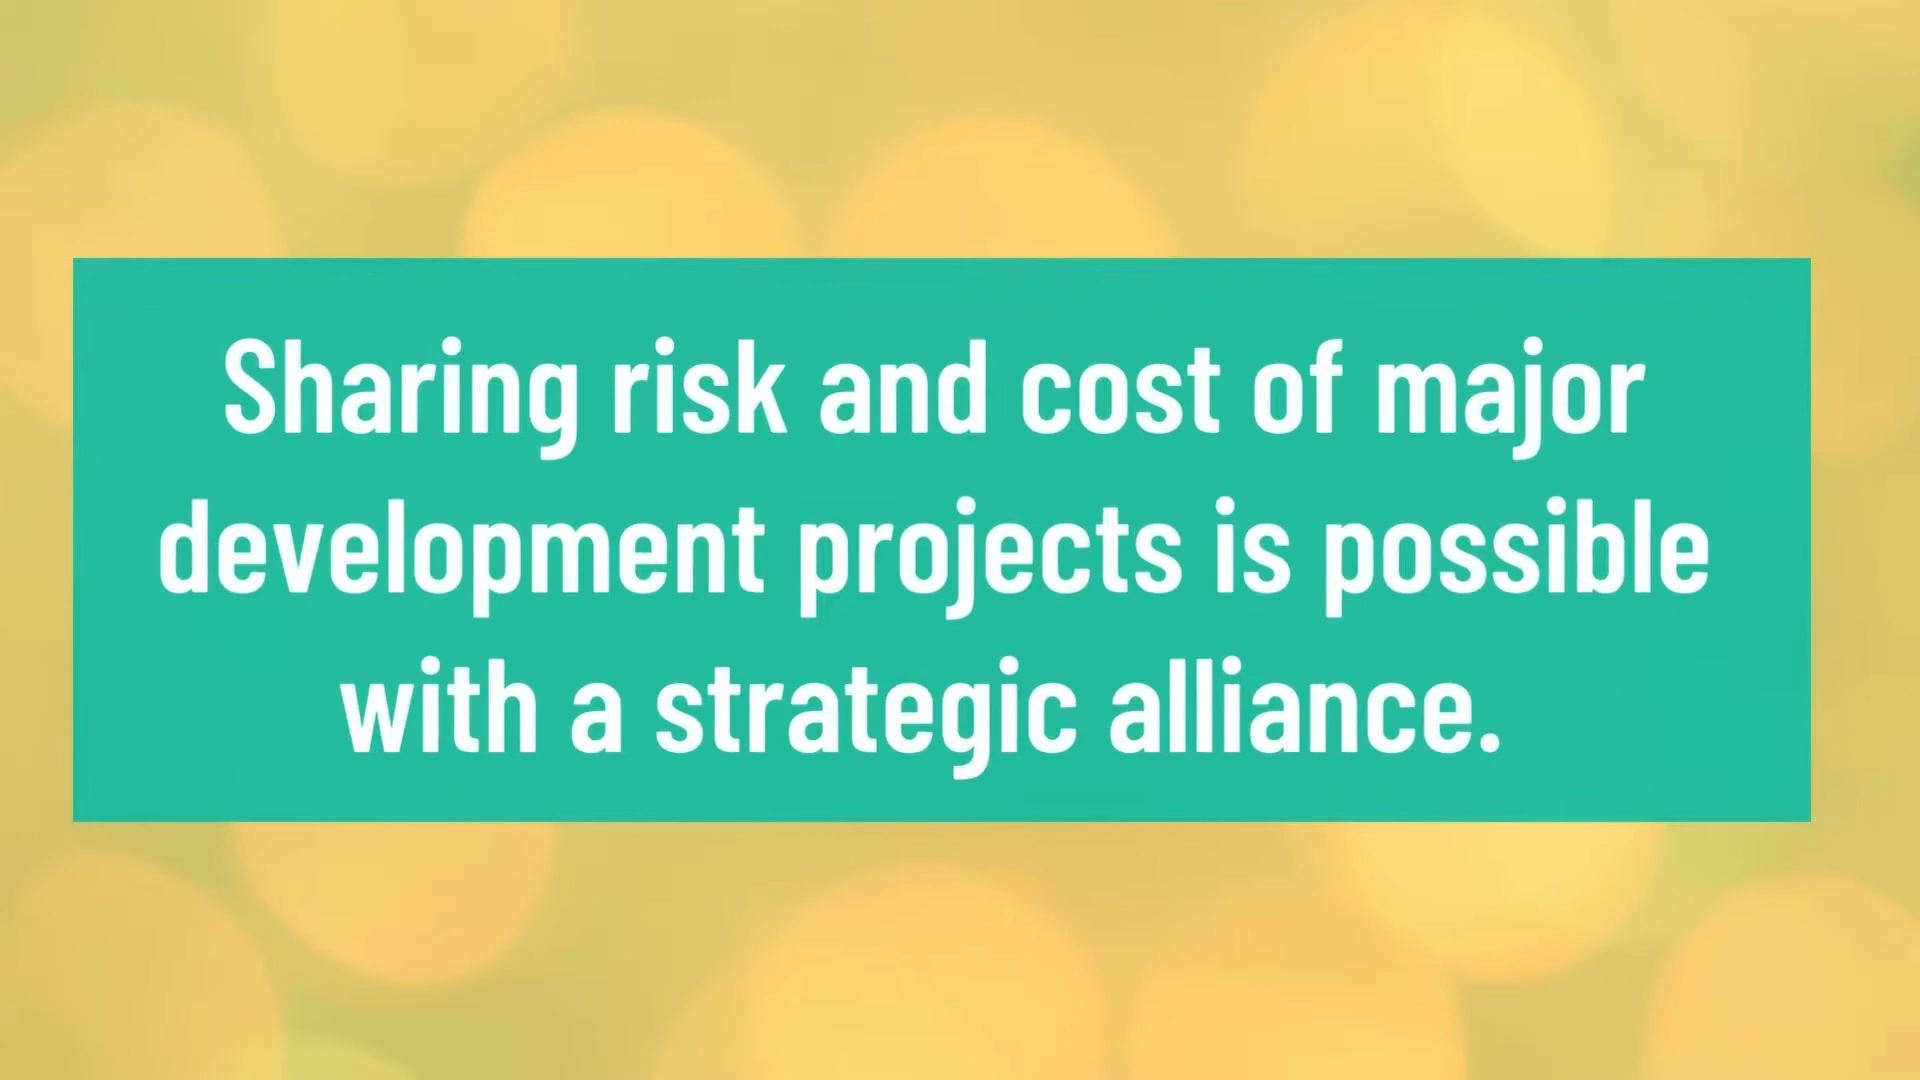 Sharing risk and cost of major
development projects is possible
with a strategic alliance.